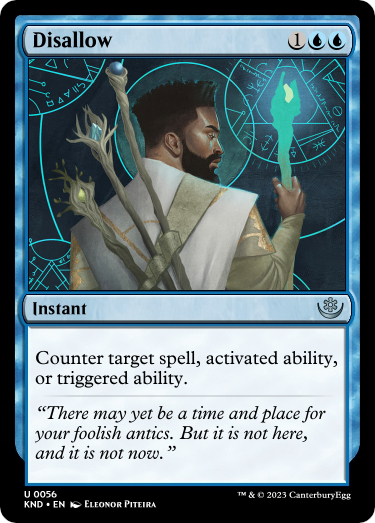 Disallow 1
Instant
Counter target spell, activated ability,
or triggered ability.
“There may yet be a time and place for
your foolish antics. But it is not here,
and it is not now.”
U 0056
KND • EN Eleonor Piteira
™ & © 2023 CanterburyEgg